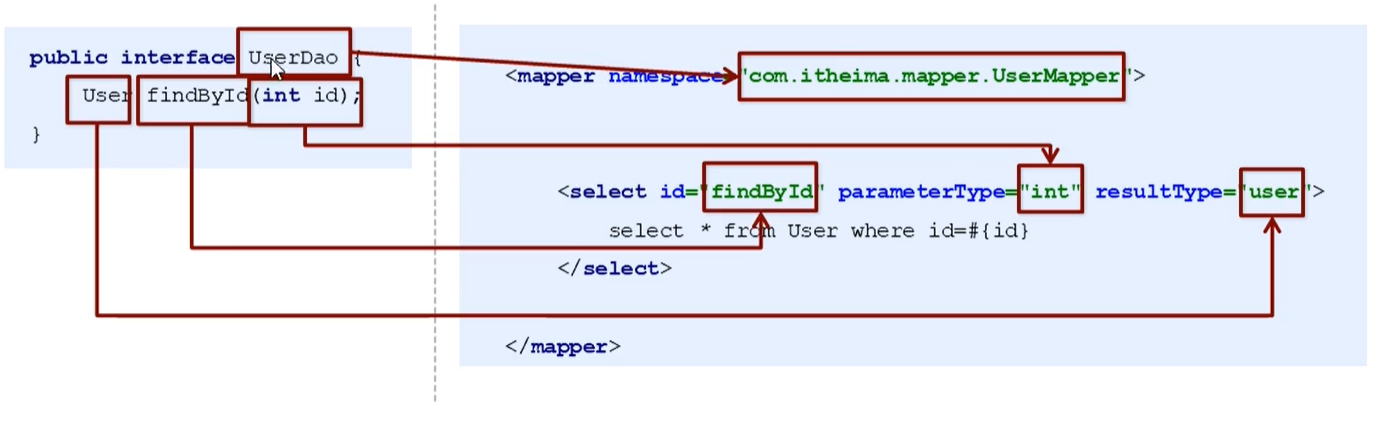 public interface UserDao {
User findById(int id);
}
<mapper namespace="com.itheima.mapper.UserMapper">
<select id="findById" parameterType="int" resultType="user">
select * from User where id=#{id}
</select>
</mapper>